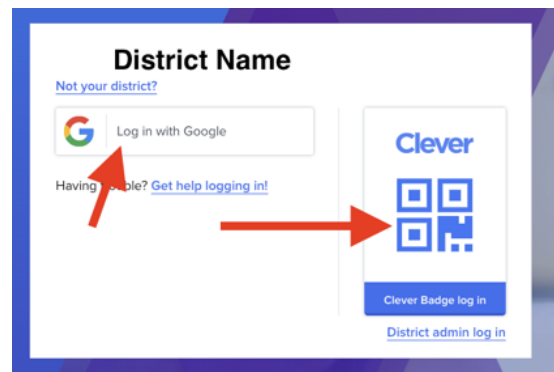 District Name
Not your district?
Log in with Google
Having Get help logging in!
Clever
Clever Badge log in
District admin log in